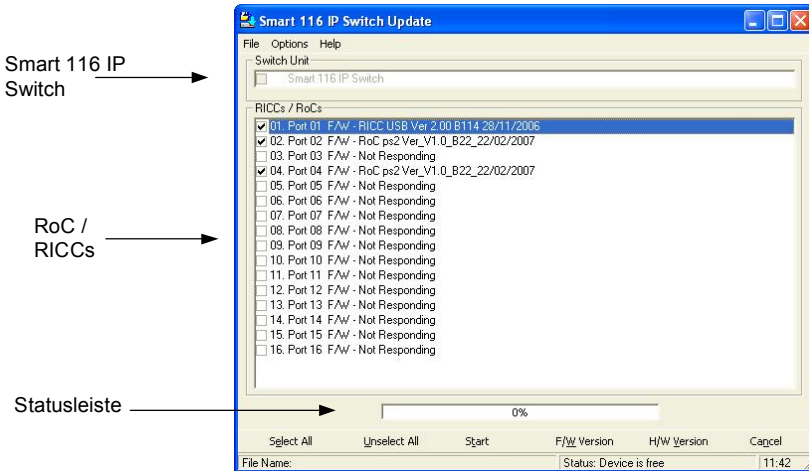 Smart 116 IP Switch Update
File Options Help
Switch Unit
Smart 116 IP Switch
Smart 116 IP
Switch
RICCs / RoCs
01. Port 01 F/W - RICC USB Ver 2.00 B114 28/11/2006
02. Port 02 F/W - RoC ps2 Ver_V1.0_B22_22/02/2007
03. Port 03 F/W - Not Responding
04. Port 04 F/W - RoC ps2 Ver_V1.0_B22_22/02/2007
05. Port 05 F/W - Not Responding
06. Port 06 F/W - Not Responding
07. Port 07 F/W - Not Responding
08. Port 08 F/W - Not Responding
09. Port 09 F/W - Not Responding
10. Port 10 F/W - Not Responding
11. Port 11 F/W - Not Responding
12. Port 12 F/W - Not Responding
13. Port 13 F/W - Not Responding
14. Port 14 F/W - Not Responding
15. Port 15 F/W - Not Responding
16. Port 16 F/W - Not Responding
RoC /
RICCs
Statusleiste
0%
Select All Unselect All Start F/W Version H/W Version Cancel
File Name: Status: Device is free 11:42